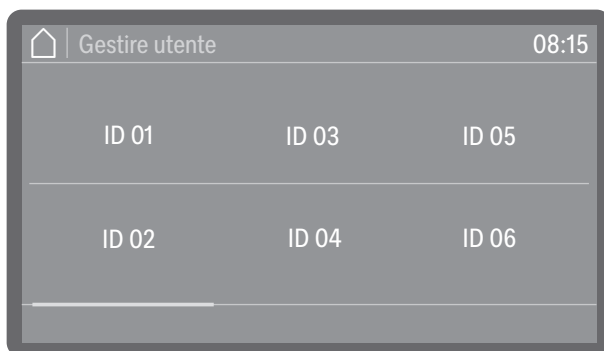 Gestire utente 08:15
ID 01 ID 03 ID 05
ID 02 ID 04 ID 06